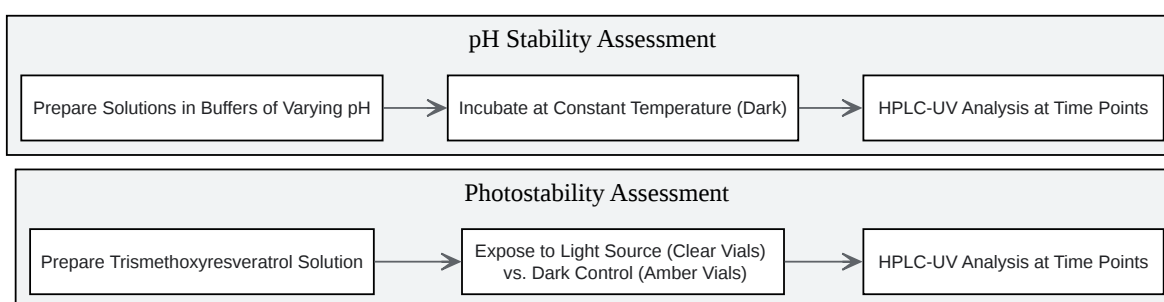 pH Stability Assessment
Prepare Solutions in Buffers of Varying pH
Incubate at Constant Temperature (Dark)
HPLC-UV Analysis at Time Points
Photostability Assessment
Prepare Trismethoxyresveratrol Solution
Expose to Light Source (Clear Vials)
vs. Dark Control (Amber Vials)
HPLC-UV Analysis at Time Points